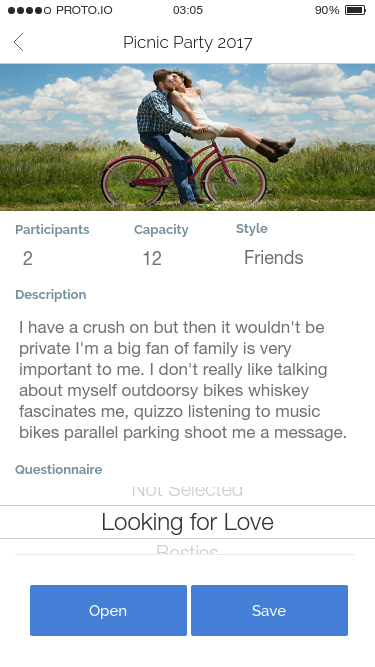 PROTO.IO 03:05 90%
Picnic Party 2017
Participants Capacity Style
2 12 Friends
Description
I have a crush on but then it wouldn't be
private I'm a big fan of family is very
important to me. I don't really like talking
about myself outdoorsy bikes whiskey
fascinates me, quizzo listening to music
bikes parallel parking shoot me a message.
Questionnaire
Not Selected
Looking for Love
Besties
Open Save